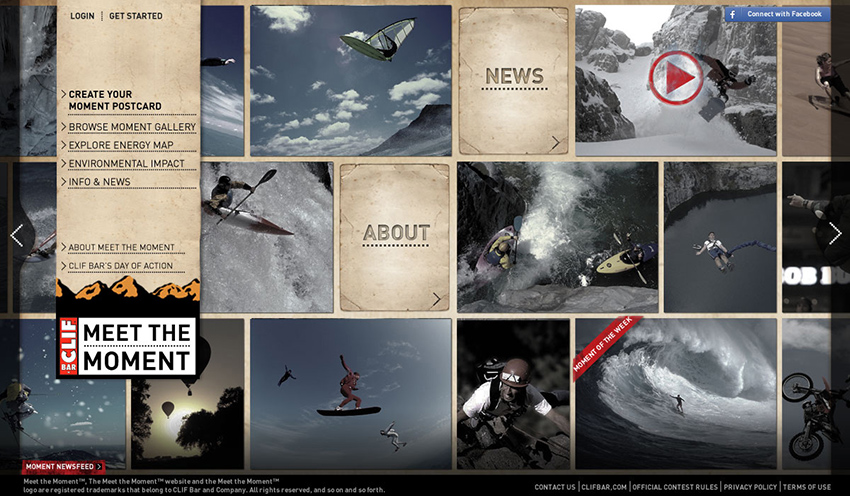 LOGIN GET STARTED
Connect with Facebook
CREATE YOUR
MOMENT POSTCARD
BROWSE MOMENT GALLERY
EXPLORE ENERGY MAP
ENVIRONMENTAL IMPACT
INFO & NEWS
ABOUT MEET THE MOMENT
CLIF BAR'S DAY OF ACTION
CLIF BAR
MEET THE
MOMENT
NEWS
ABOUT
MOMENT OF THE WEEK
MOMENT NEWSFEED
Meet the Moment™, The Meet the Moment™ website and the Meet the Moment™
logo are registered trademarks that belong to CLIF Bar and Company. All rights reserved, and so on and so forth.
CONTACT US | CLIFBAR.COM | OFFICIAL CONTEST RULES | PRIVACY POLICY | TERMS OF USE